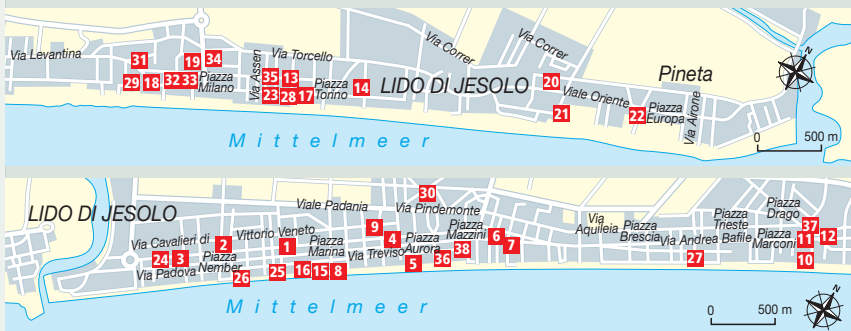 Via Levantina
31
19
34
29
18
32
33
Piazza
Milano
Via Assen
Via Torcello
35
13
23
28
17
Piazza
Torino
14
Via Correr
Via Correr
LIDO DI JESOLO
20
21
Viale Oriente
Pineta
22
Piazza
Europa
Via Airone
N
0
500 m
Mittelmeer
LIDO DI JESOLO
Viale Padania
30
Via Pindemonte
Via Cavalieri di
Vittorio Veneto
24
3
2
1
Via Padova
Piazza
Nember
26
25
16
15
8
Piazza
Marina
9
4
Via Treviso
Piazza
Aurora
5
36
38
Piazza
Mazzini
6
7
Via
Aquileia
Piazza
Brescia
Via Andrea Bafile
27
Piazza
Trieste
Piazza
Drago
Piazza
Marconi
37
11
12
10
Mittelmeer
0
500 m
N